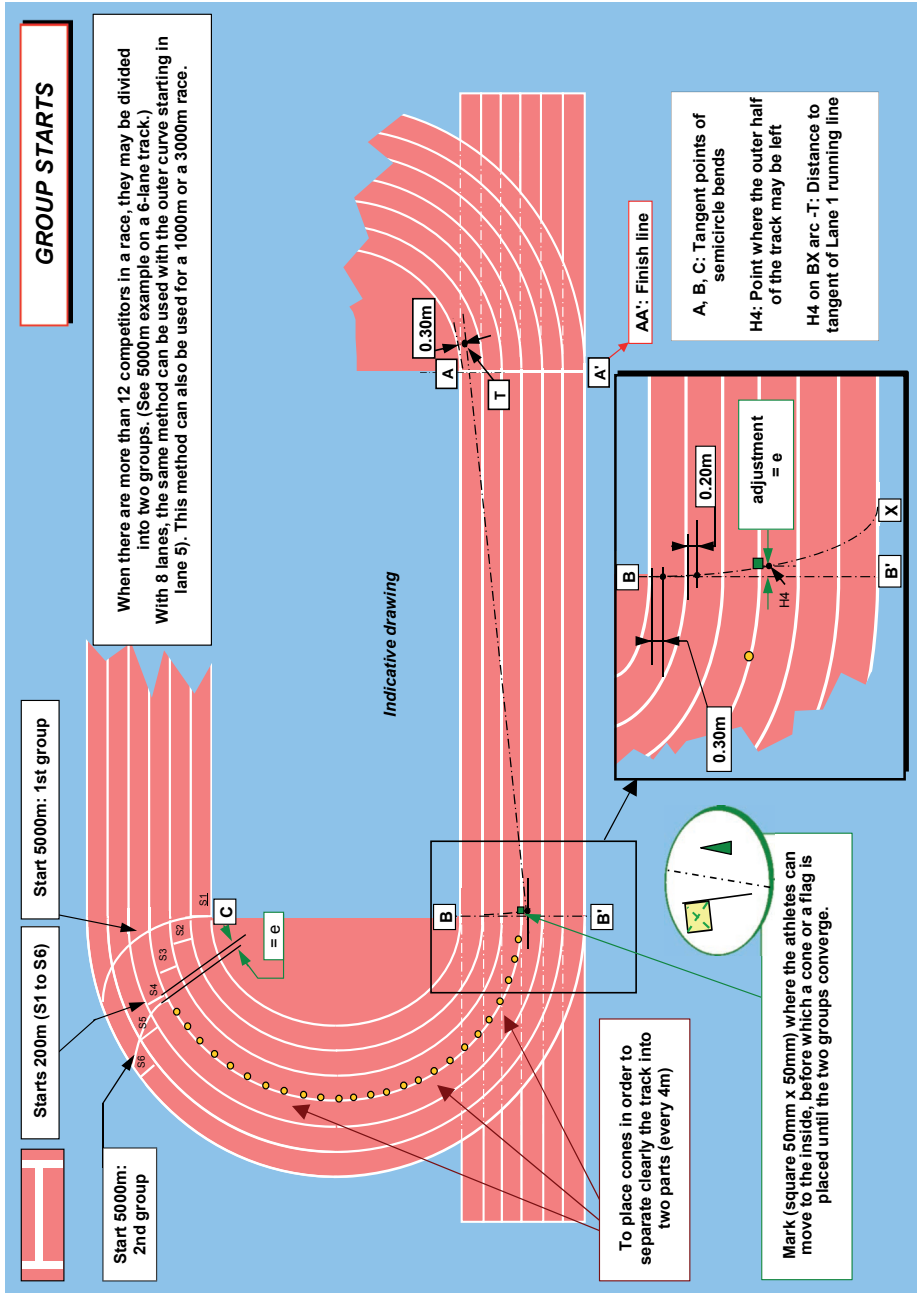 GROUP STARTS
When there are more than 12 competitors in a race, they may be divided
into two groups. (See 5000m example on a 6-lane track.)
With 8 lanes, the same method can be used with the outer curve starting in
lane 5). This method can also be used for a 1000m or a 3000m race.
Starts 200m (S1 to S6)
Start 5000m: 1st group
Start 5000m:
2nd group
S6
S5
S4
S3
S2
S1
C
= e
Indicative drawing
0.30m
A
T
A'
AA': Finish line
B
B'
To place cones in order to
separate clearly the track into
two parts (every 4m)
A, B, C: Tangent points of
semicircle bends
H4: Point where the outer half
of the track may be left
H4 on BX arc -T: Distance to
tangent of Lane 1 running line
B
0.20m
0.30m
adjustment
= e
H4
B'
X
Mark (square 50mm x 50mm) where the athletes can
move to the inside, before which a cone or a flag is
placed until the two groups converge.